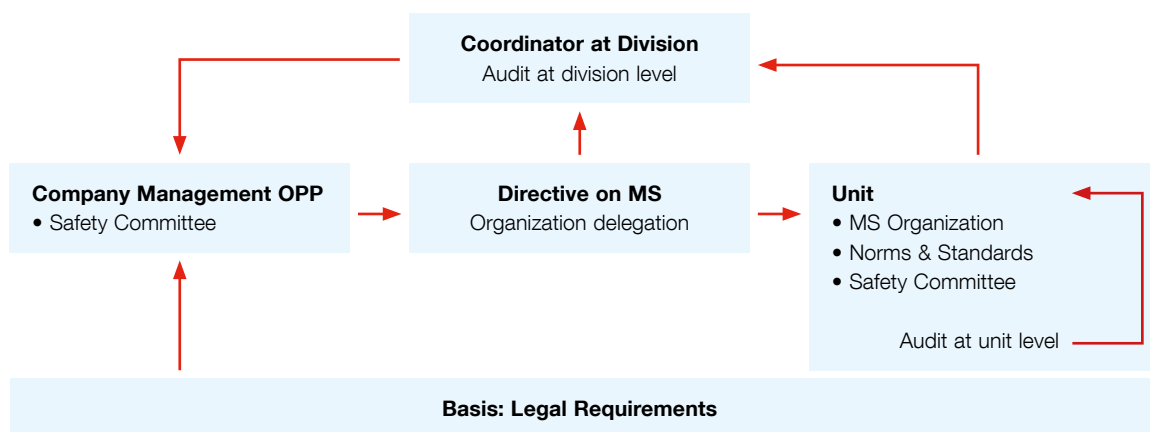 Coordinator at Division
Audit at division level
Company Management OPP
• Safety Committee
Directive on MS
Organization delegation
Unit
• MS Organization
• Norms & Standards
• Safety Committee
Audit at unit level
Basis: Legal Requirements